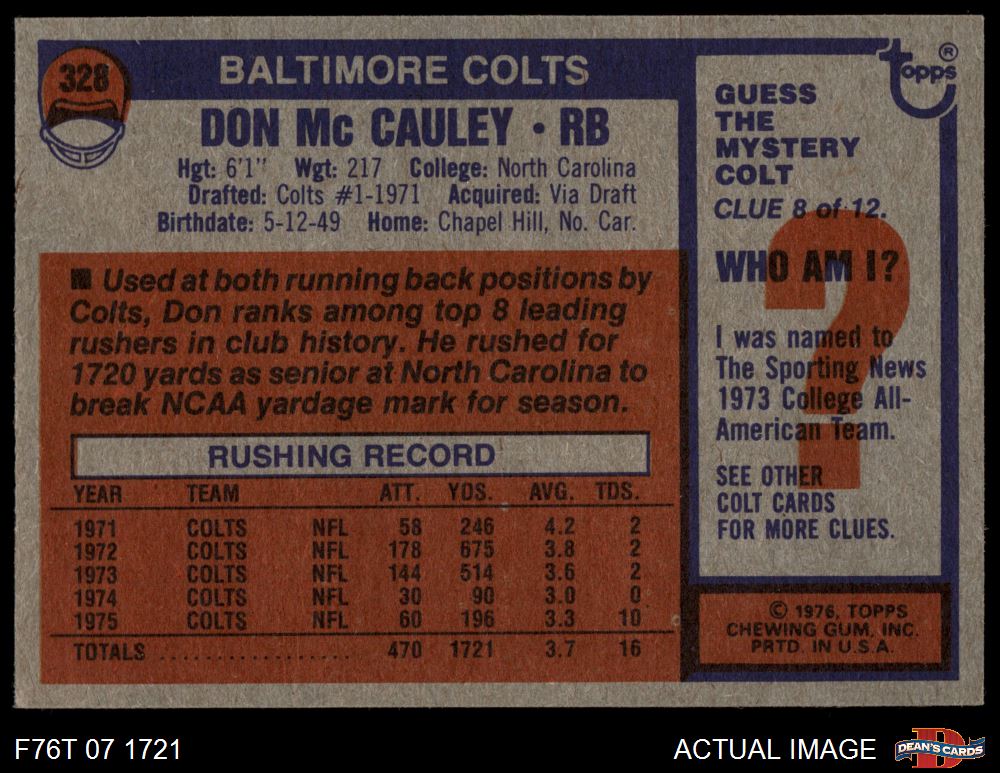 328
BALTIMORE COLTS
DON Mc CAULEY • RB
Hgt: 6'1'' Wgt: 217 College: North Carolina
Drafted: Colts #1-1971 Acquired: Via Draft
Birthdate: 5-12-49 Home: Chapel Hill, No. Car.
■ Used at both running back positions by
Colts, Don ranks among top 8 leading
rushers in club history. He rushed for
1720 yards as senior at North Carolina to
break NCAA yardage mark for season.
RUSHING RECORD
YEAR TEAM ATT. YDS. AVG. TDS.
1971 COLTS NFL 58 246 4.2 2
1972 COLTS NFL 178 675 3.8 2
1973 COLTS NFL 144 514 3.6 2
1974 COLTS NFL 30 90 3.0 0
1975 COLTS NFL 60 196 3.3 10
TOTALS .................. 470 1721 3.7 16
topps®
GUESS
THE
MYSTERY
COLT
CLUE 8 of 12.
?
WHO AM I?
I was named to
The Sporting News
1973 College All-
American Team.
SEE OTHER
COLT CARDS
FOR MORE CLUES.
© 1976, TOPPS
CHEWING GUM, INC.
PRTD. IN U.S.A.
F76T 07 1721
ACTUAL IMAGE
D
DEAN'S CARDS